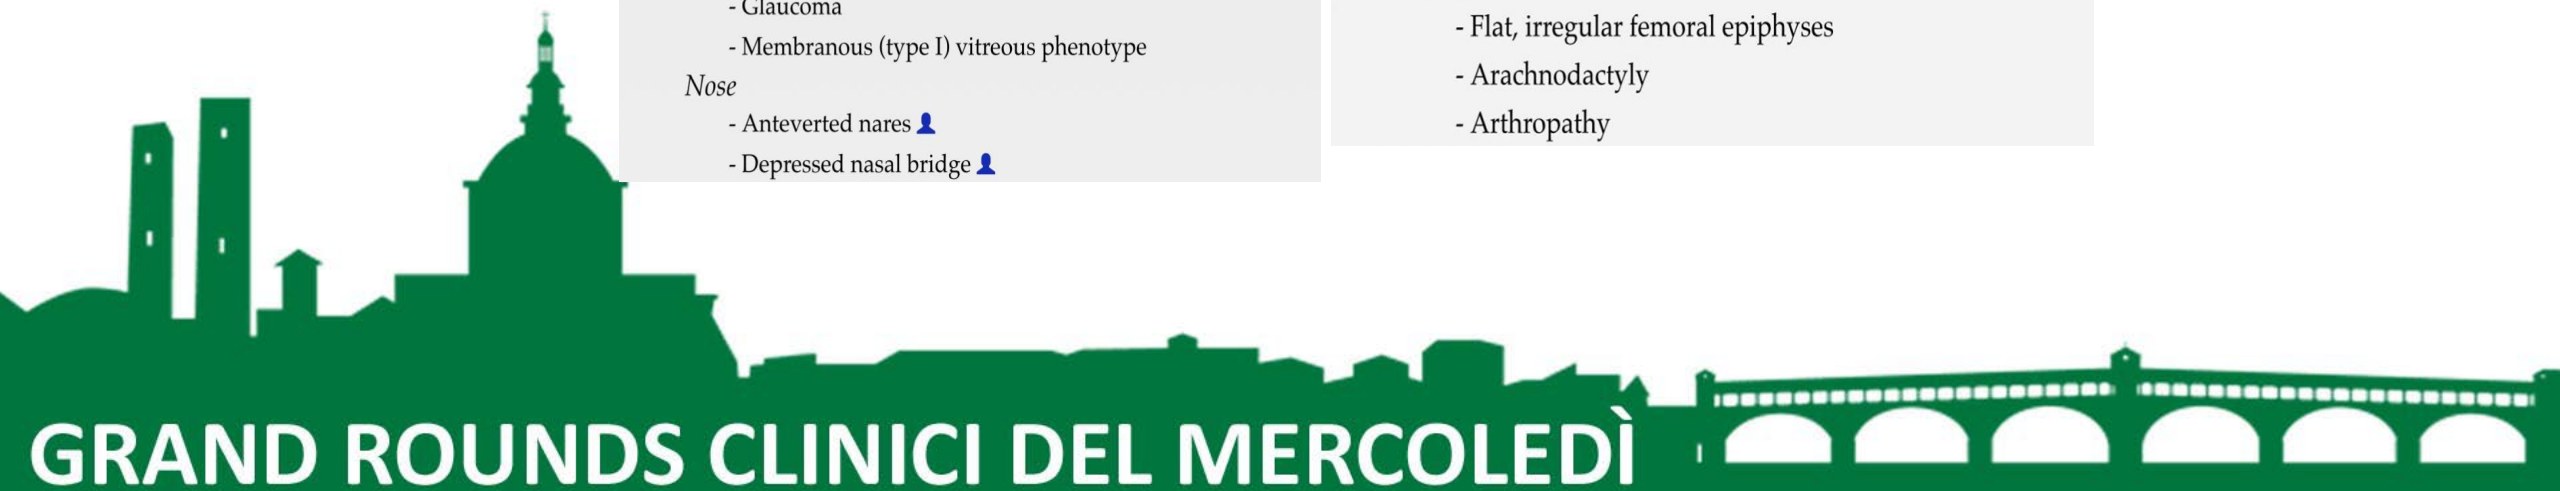 - Glaucoma
- Membranous (type I) vitreous phenotype
Nose
- Anteverted nares
- Depressed nasal bridge
- Flat, irregular femoral epiphyses
- Arachnodactyly
- Arthropathy
GRAND ROUNDS CLINICI DEL MERCOLEDÌ